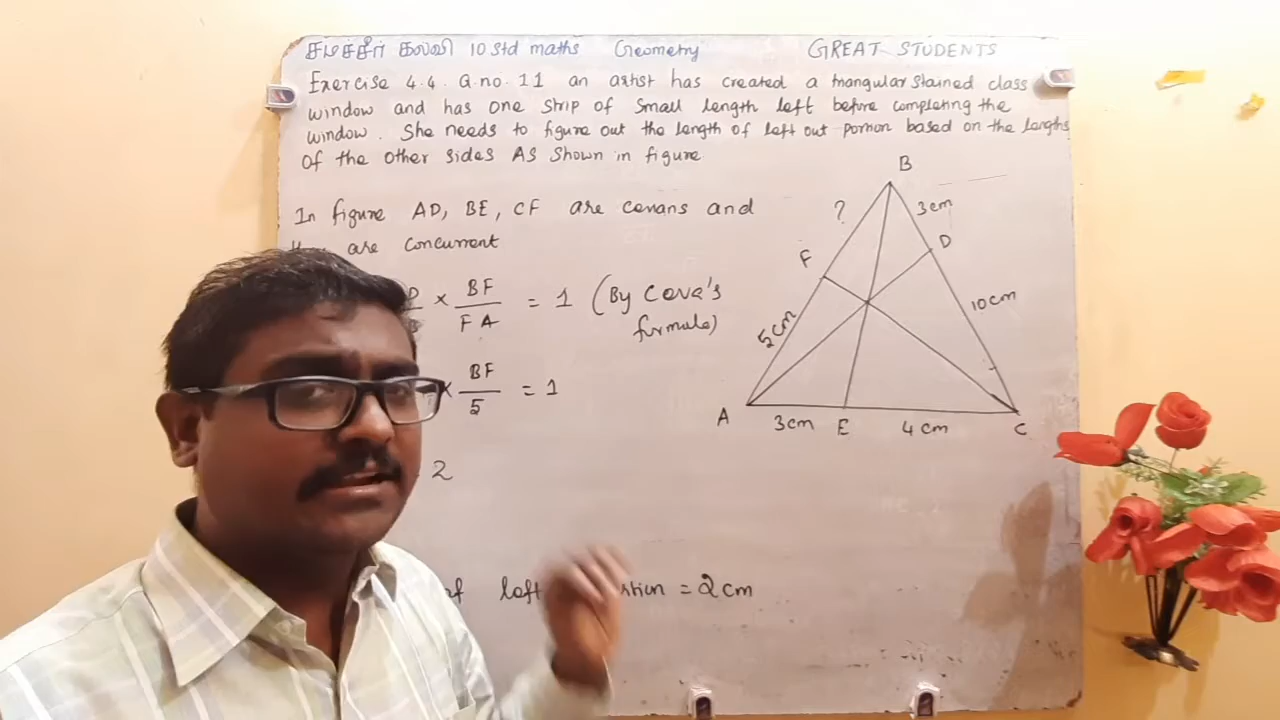 சமச்சீர் கல்வி 10 Std maths Geometry GREAT STUDENTS
Exercise 4.4. Q.no.11 an artist has created a triangular stained class
window and has one strip of small length left before completing the
window. She needs to figure out the length of left out portion based on the lengths
of the other sides As shown in figure
In figure AD, BE, CF are cevians and
are concurrent
× BF / FA = 1 (By Ceva's
formula)
× BF / 5 = 1
2
of left rtion = 2cm
B
?
3cm
F
D
5cm
10cm
A
3cm
E
4cm
C